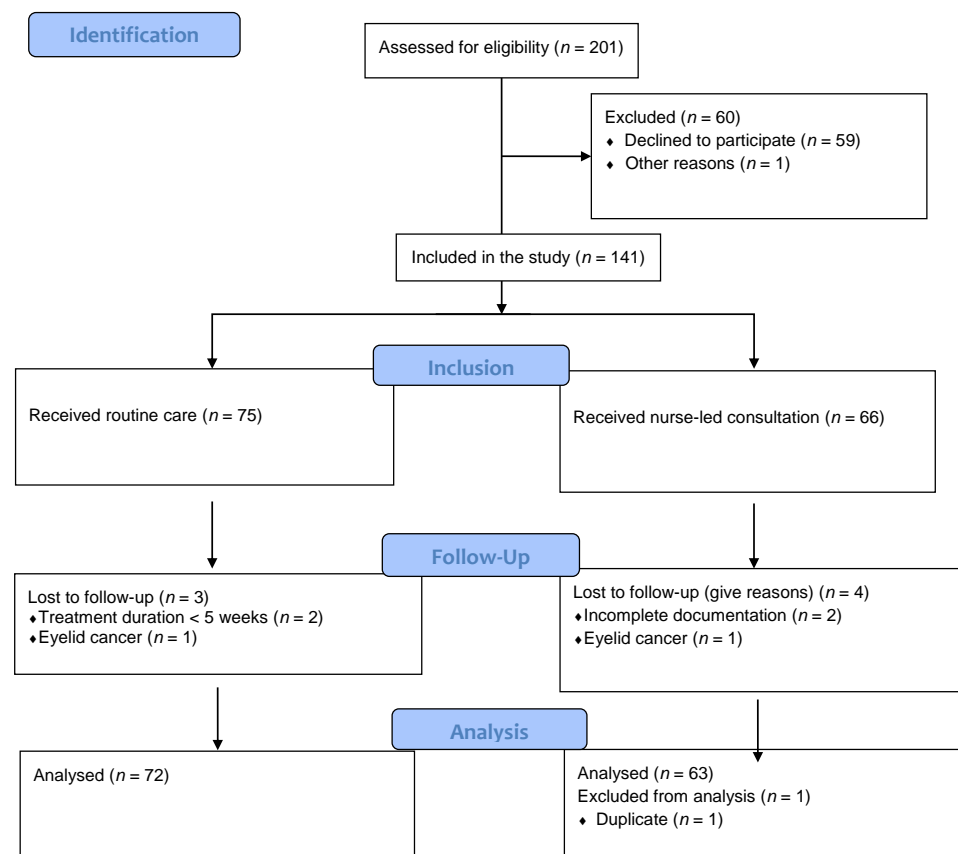 Identification
Assessed for eligibility (n = 201)
Excluded (n = 60)
♦ Declined to participate (n = 59)
♦ Other reasons (n = 1)
Included in the study (n = 141)
Inclusion
Received routine care (n = 75)
Received nurse-led consultation (n = 66)
Follow-Up
Lost to follow-up (n = 3)
♦Treatment duration < 5 weeks (n = 2)
♦Eyelid cancer (n = 1)
Lost to follow-up (give reasons) (n = 4)
♦Incomplete documentation (n = 2)
♦Eyelid cancer (n = 1)
Analysis
Analysed (n = 72)
Analysed (n = 63)
Excluded from analysis (n = 1)
♦ Duplicate (n = 1)